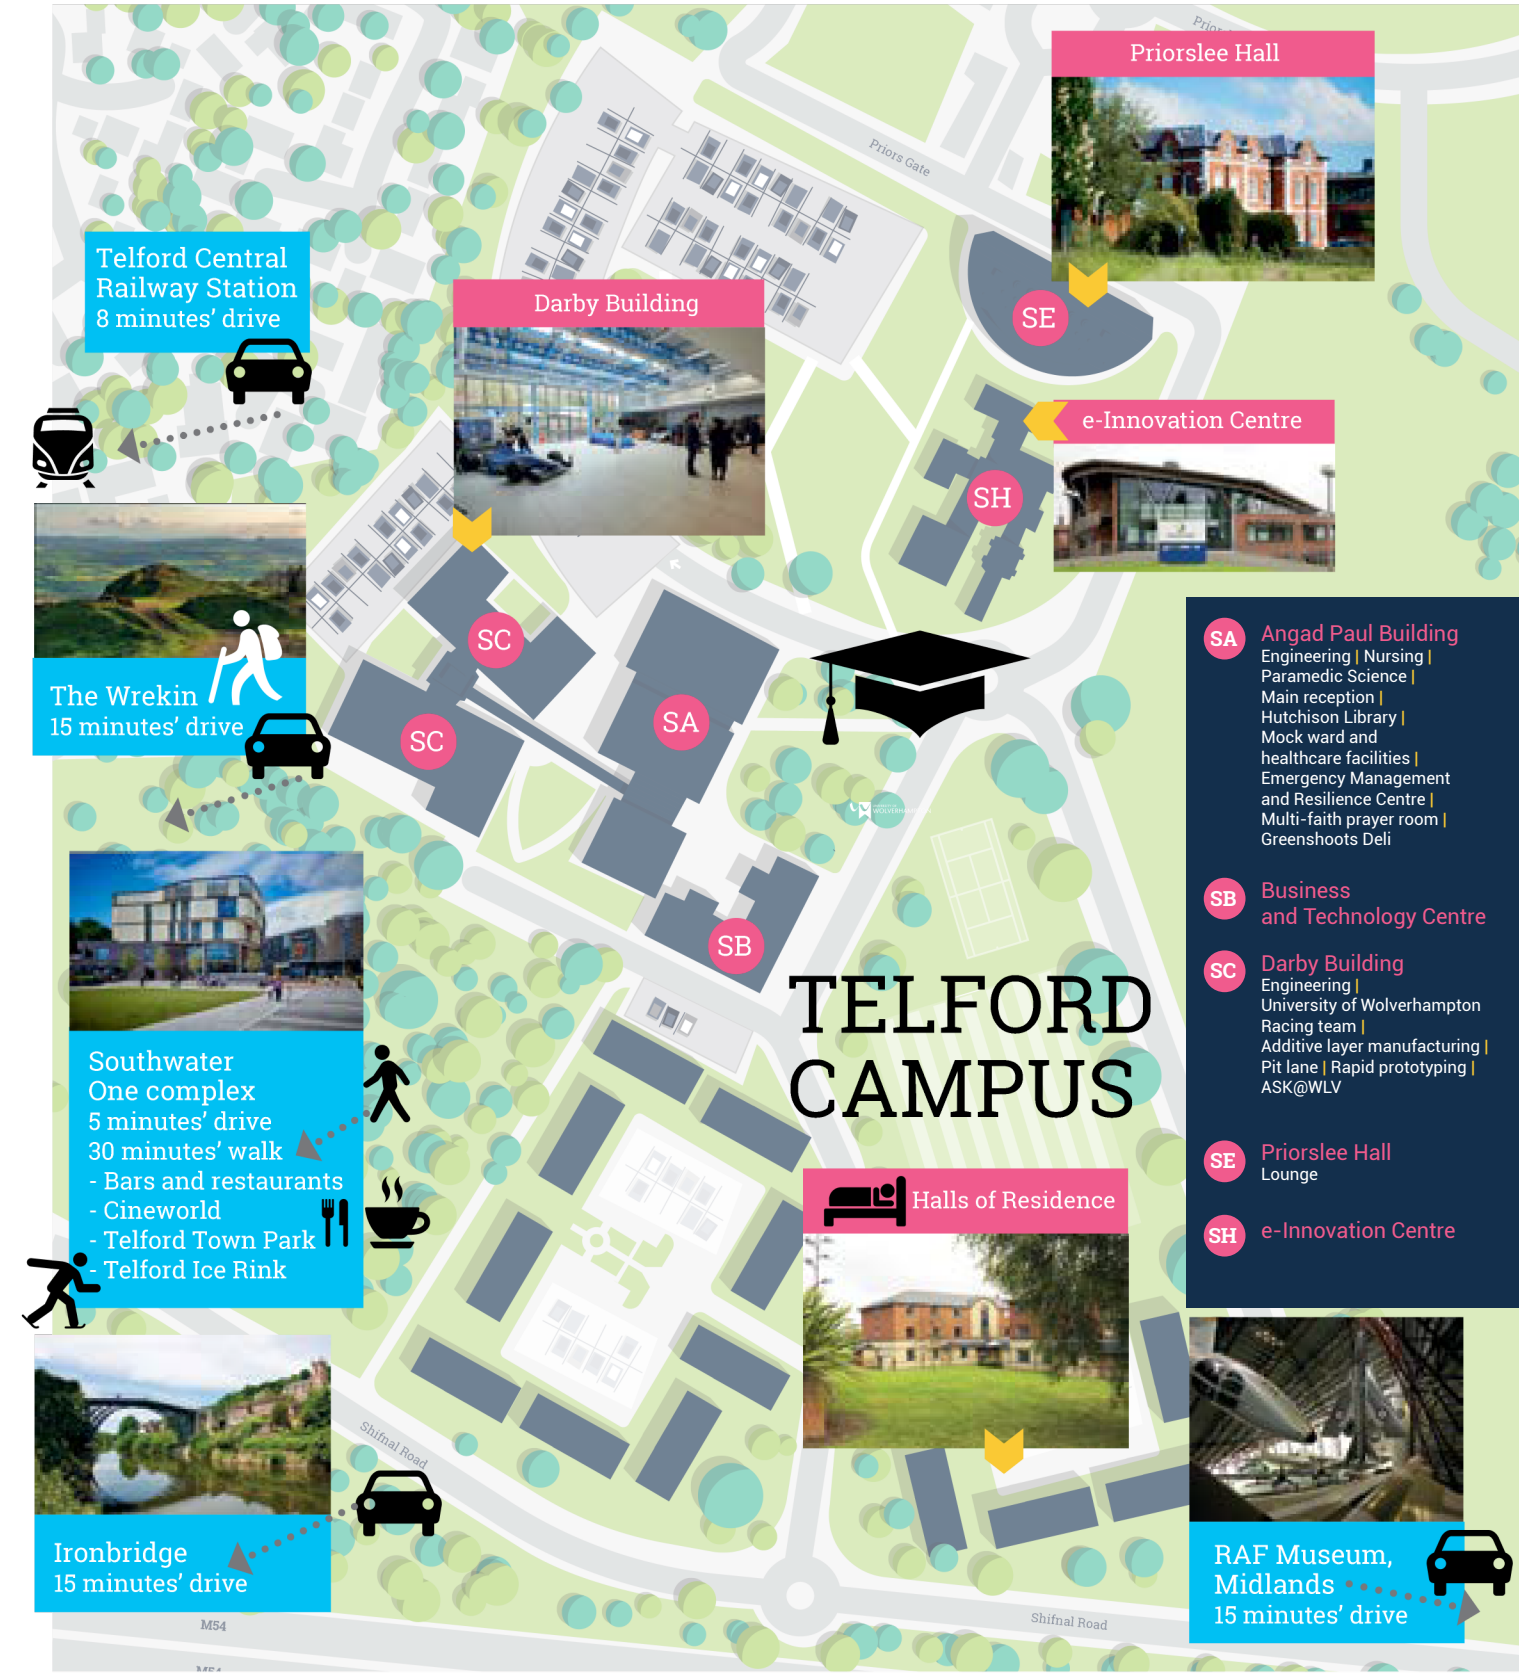 Priors
Priorslee Hall
Priors Gate
Telford Central
Railway Station
8 minutes’ drive
Darby Building
SE
e-Innovation Centre
SH
The Wrekin
15 minutes’ drive
SC
SC
SA
WOLVERHAMPTON
SB
TELFORD
CAMPUS
Southwater
One complex
5 minutes’ drive
30 minutes’ walk
- Bars and restaurants
- Cineworld
- Telford Town Park
- Telford Ice Rink
Halls of Residence
SA Angad Paul Building
Engineering | Nursing |
Paramedic Science |
Main reception |
Hutchison Library |
Mock ward and
healthcare facilities |
Emergency Management
and Resilience Centre |
Multi-faith prayer room |
Greenshoots Deli
SB Business
and Technology Centre
SC Darby Building
Engineering |
University of Wolverhampton
Racing team |
Additive layer manufacturing |
Pit lane | Rapid prototyping |
ASK@WLV
SE Priorslee Hall
Lounge
SH e-Innovation Centre
Shifnal Road
Ironbridge
15 minutes’ drive
RAF Museum,
Midlands
15 minutes’ drive
Shifnal Road
M54
M54